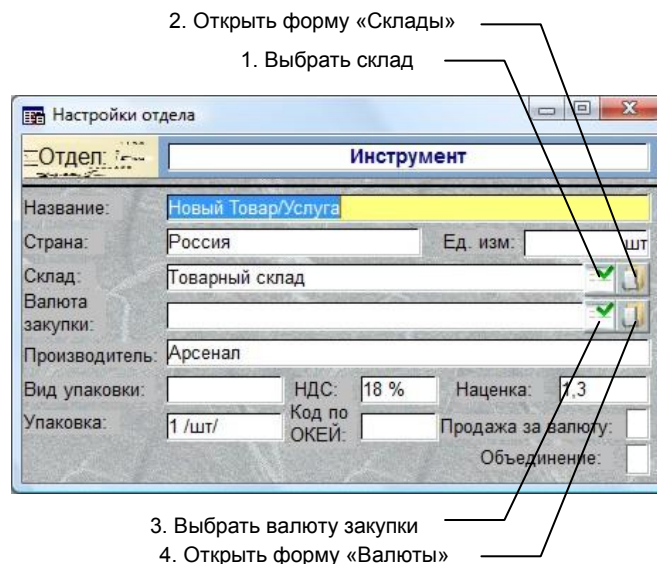 2. Открыть форму «Склады»
1. Выбрать склад
Настройки отдела
Отдел:
Инструмент
Название: Новый Товар/Услуга
Страна: Россия Ед. изм: шт
Склад: Товарный склад
Валюта
закупки:
Производитель: Арсенал
Вид упаковки: НДС: 18 % Наценка: 1,3
Упаковка: 1 /шт/ Код по
ОКЕЙ: Продажа за валюту:
Объединение:
3. Выбрать валюту закупки
4. Открыть форму «Валюты»